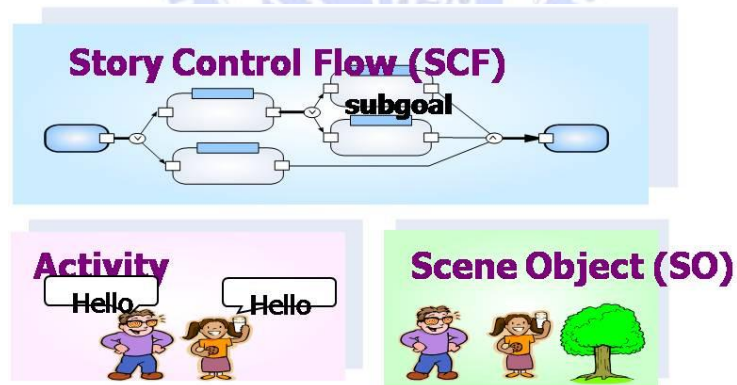 Story Control Flow (SCF)
subgoal
Activity
Hello
Hello
Scene Object (SO)